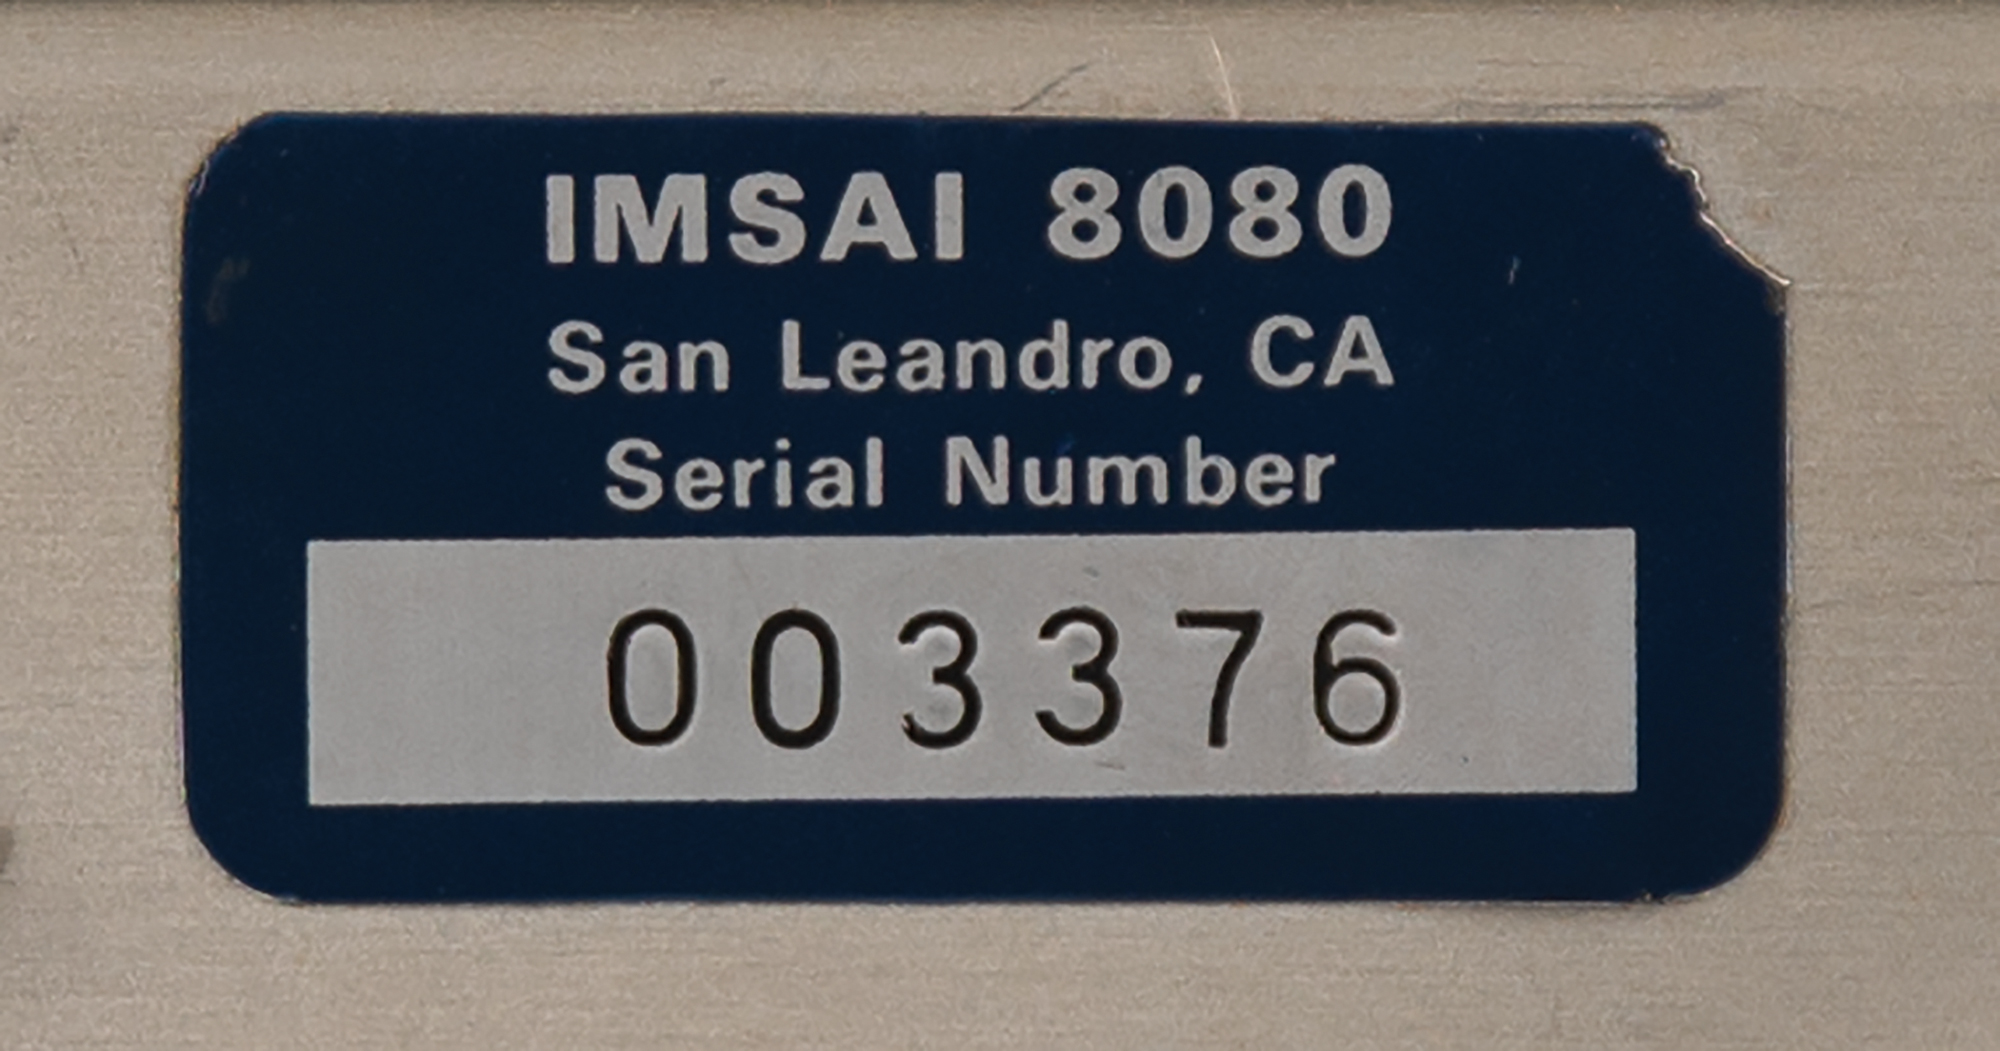 IMSAI 8080
San Leandro, CA
Serial Number
003376